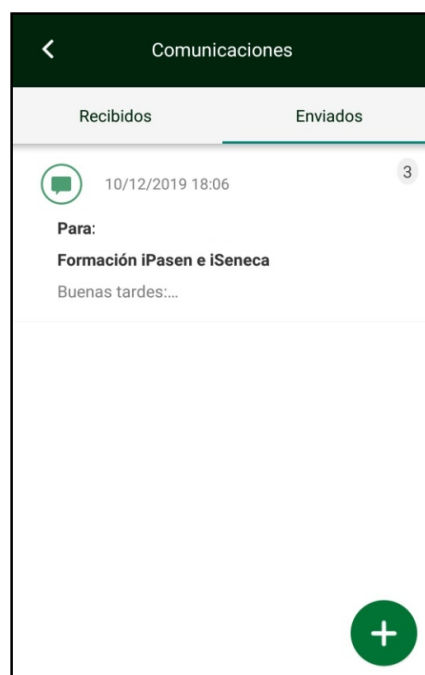 Comunicaciones
Recibidos Enviados
10/12/2019 18:06 3
Para:
Formación iPasen e iSeneca
Buenas tardes:...